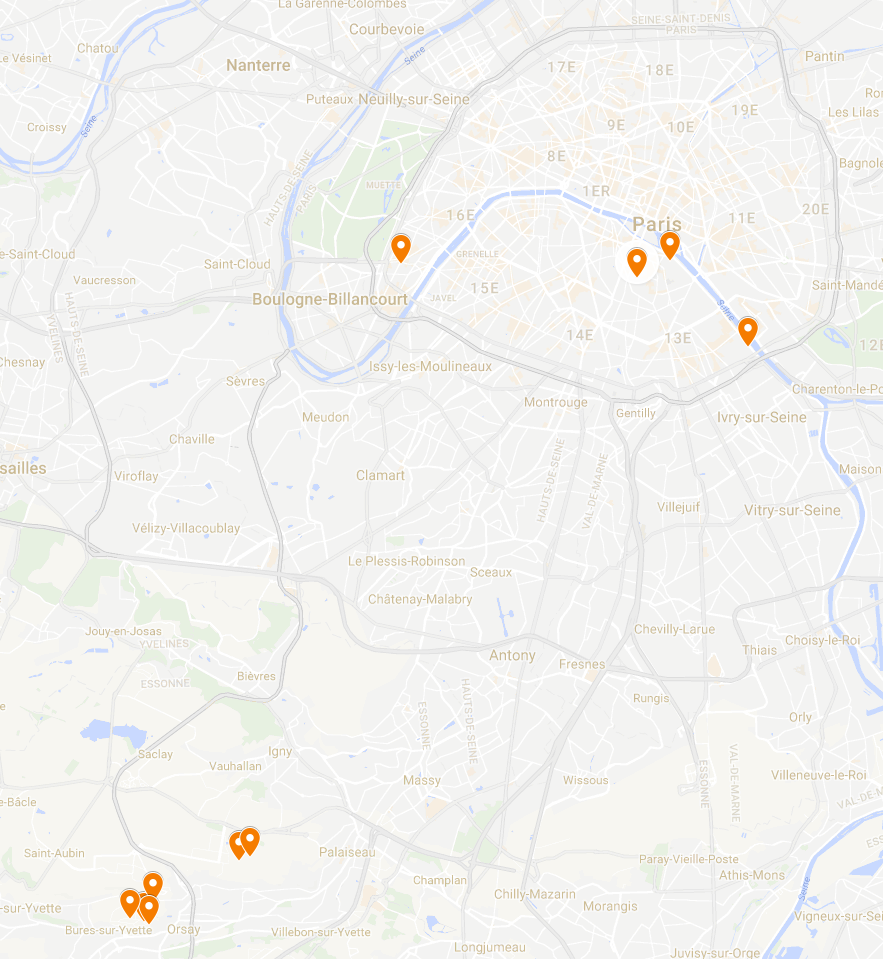 La Garenne-Colombes
SEINE-SAINT-DENIS
PARIS
Courbevoie
Chatou
Seine
Le Vésinet
Nanterre
Pantin
17E
18E
Puteaux
Neuilly-sur-Seine
19E
Les Lilas
Croissy
Seine
9E
10E
8E
Bagnole
HAUTS-DE-SEINE
PARIS
MUETTE
1ER
16E
Paris
11E
20E
e-Saint-Cloud
Saint-Cloud
GRENELLE
Vaucresson
15E
Saint-Mandé
Boulogne-Billancourt
JAVEL
Seine
YVELINES
HAUTS-DE-SEINE
14E
13E
12E
Chesnay
Issy-les-Moulineaux
Sèvres
Charenton-le-Po
Montrouge
Gentilly
Meudon
Ivry-sur-Seine
Chaville
sailles
Viroflay
Clamart
Maison
HAUTS-DE-SEINE
VAL-DE-MARNE
Villejuif
Vitry-sur-Seine
Vélizy-Villacoublay
Le Plessis-Robinson
Sceaux
Châtenay-Malabry
Jouy-en-Josas
YVELINES
Chevilly-Larue
Choisy-le-Roi
Thiais
Antony
Fresnes
ESSONNE
Bièvres
Rungis
ESSONNE
HAUTS-DE-SEINE
Orly
Saclay
Igny
Vauhallan
Massy
Wissous
ESSONNE
VAL-DE-MARNE
Villeneuve-le-Roi
VAL-DE-M
e-Bâcle
Saint-Aubin
Palaiseau
Paray-Vieille-Poste
Athis-Mons
Champlan
Chilly-Mazarin
Seine
-sur-Yvette
Morangis
Vigneux-sur-Sei
Bures-sur-Yvette
Orsay
Villebon-sur-Yvette
Longjumeau
Juvisy-sur-Orge